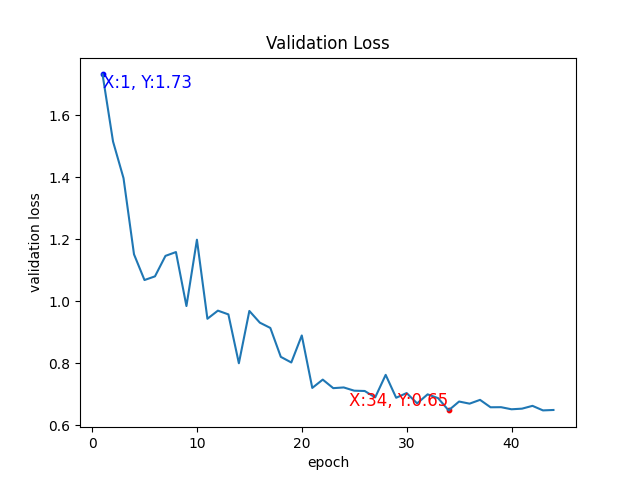 Validation Loss
X:1, Y:1.73
1.6
1.4
1.2
1.0
0.8
0.6
validation loss
X:34, Y:0.65
0
10
20
30
40
epoch